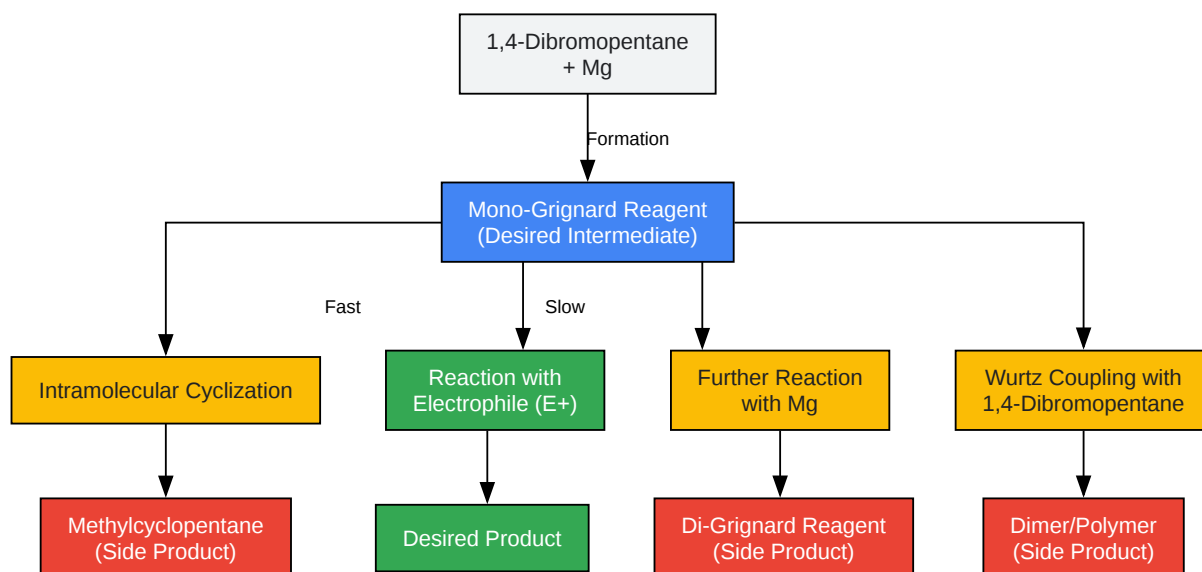 1,4-Dibromopentane
+ Mg
Formation
Mono-Grignard Reagent
(Desired Intermediate)
Fast
Slow
Intramolecular Cyclization
Reaction with
Electrophile (E+)
Further Reaction
with Mg
Wurtz Coupling with
1,4-Dibromopentane
Methylcyclopentane
(Side Product)
Desired Product
Di-Grignard Reagent
(Side Product)
Dimer/Polymer
(Side Product)